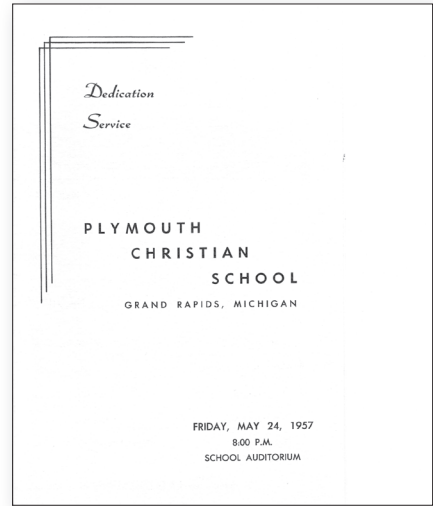 Dedication
Service
PLYMOUTH
CHRISTIAN
SCHOOL
GRAND RAPIDS, MICHIGAN
FRIDAY, MAY 24, 1957
8:00 P.M.
SCHOOL AUDITORIUM